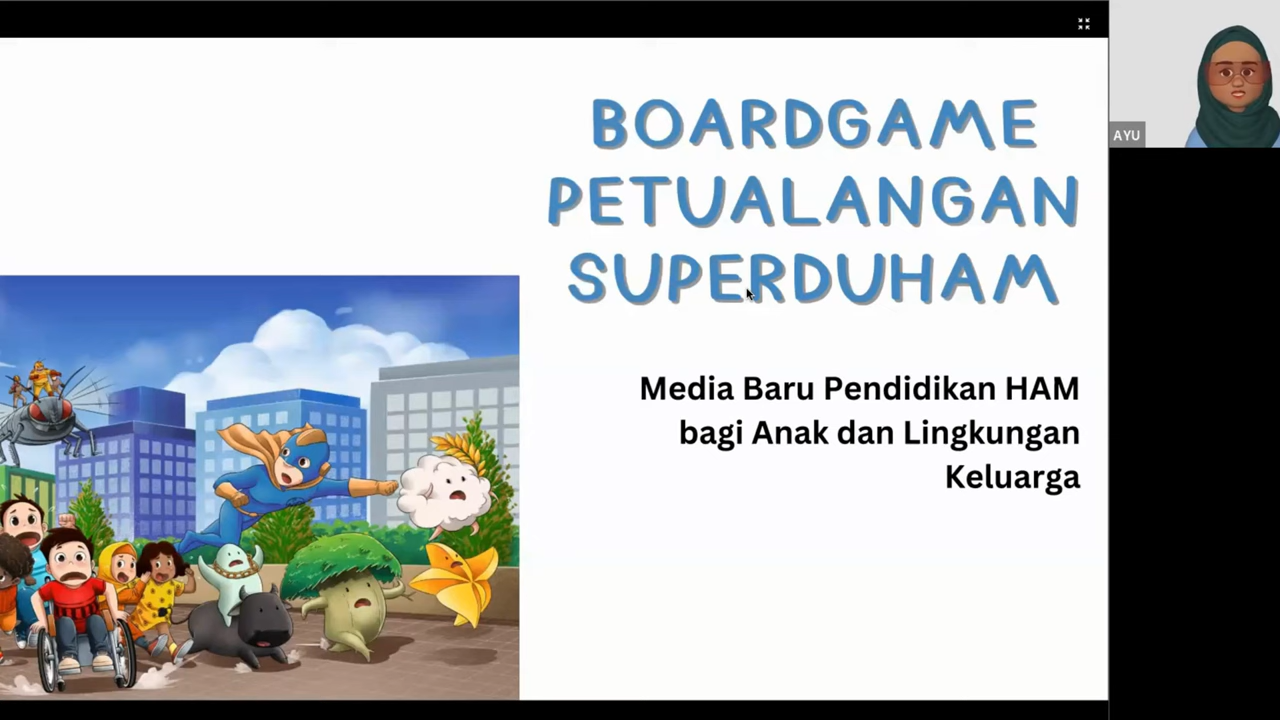 BOARDGAME
PETUALANGAN
SUPERDUHAM
Media Baru Pendidikan HAM
bagi Anak dan Lingkungan
Keluarga
AYU